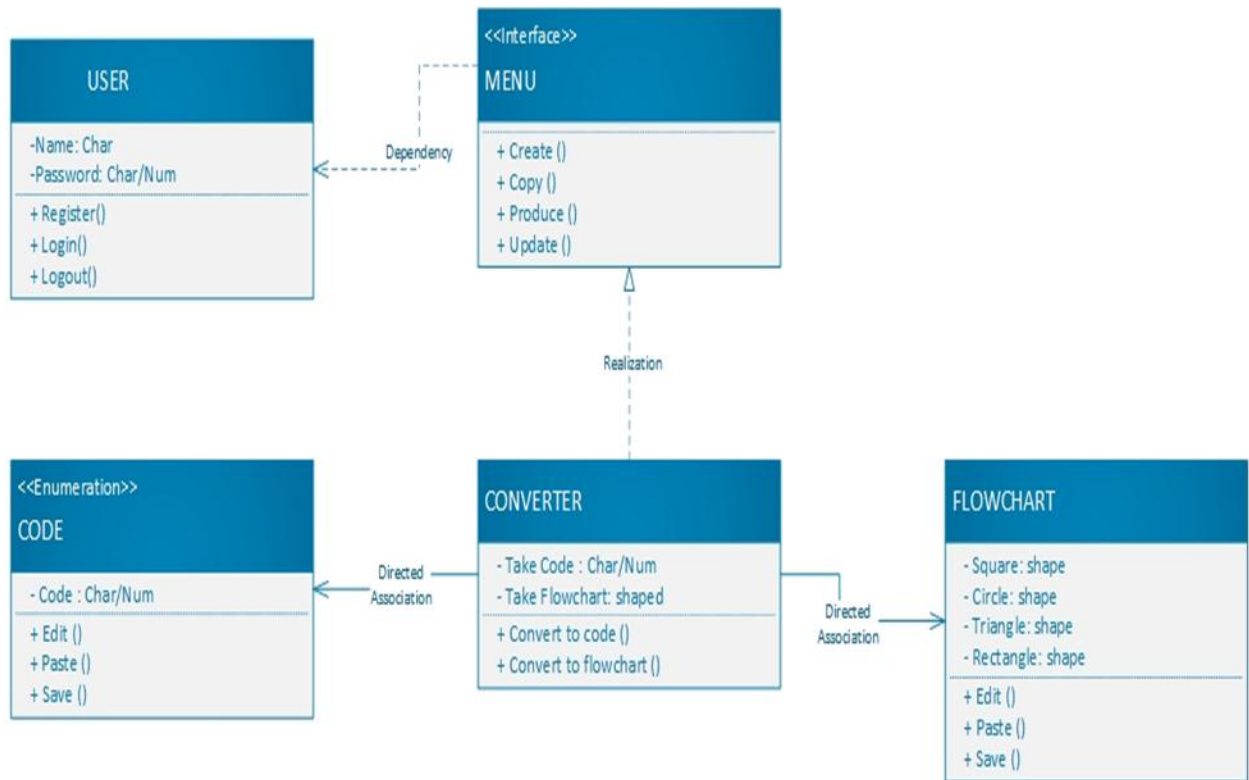 USER
-Name: Char
-Password: Char/Num
+ Register()
+ Login()
+ Logout()
Dependency
<<Interface>>
MENU
+ Create ()
+ Copy ()
+ Produce ()
+ Update ()
Realization
<<Enumeration>>
CODE
- Code : Char/Num
+ Edit ()
+ Paste ()
+ Save ()
Directed
Association
CONVERTER
- Take Code : Char/Num
- Take Flowchart: shaped
+ Convert to code ()
+ Convert to flowchart ()
Directed
Association
FLOWCHART
- Square: shape
- Circle: shape
- Triangle: shape
- Rectangle: shape
+ Edit ()
+ Paste ()
+ Save ()